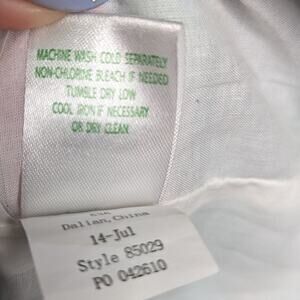 MACHINE WASH COLD SEPARATELY
NON-CHLORINE BLEACH IF NEEDED
TUMBLE DRY LOW
COOL IRON IF NECESSARY
OR DRY CLEAN
Dalian, China
14-Jul
Style 85029
PO 042610